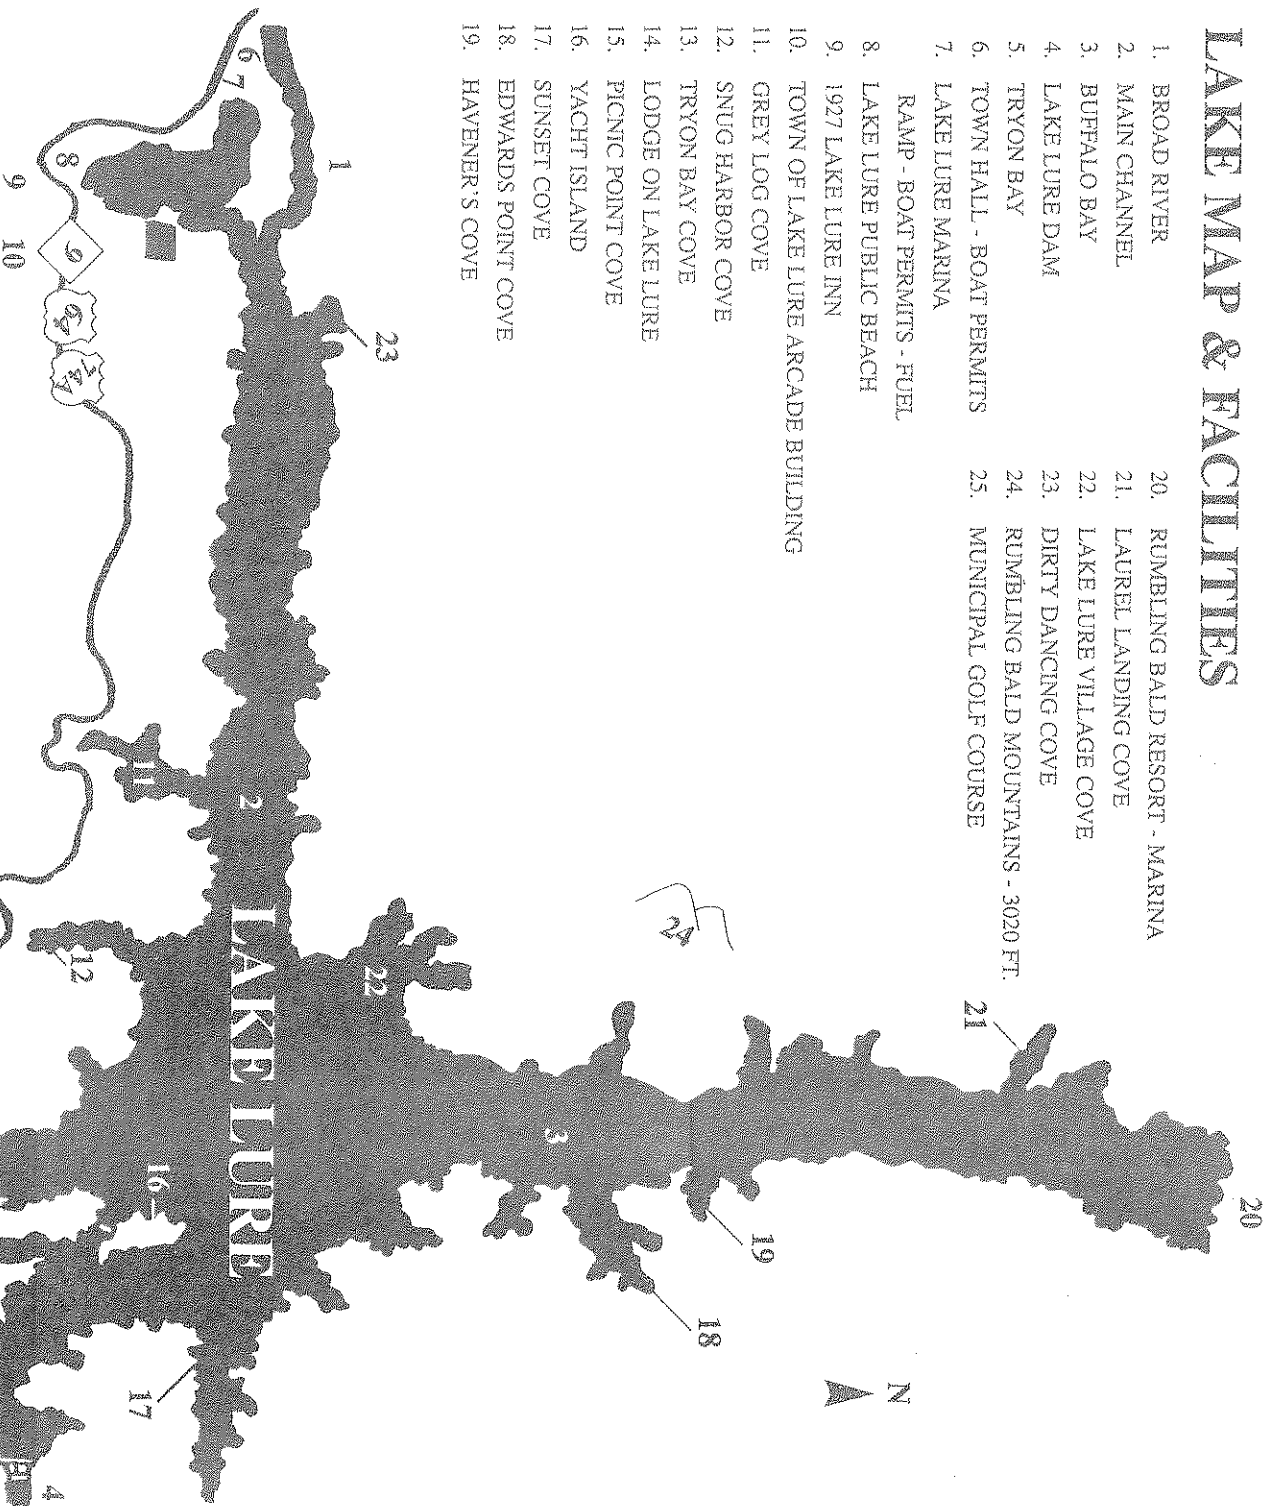 LAKE MAP & FACILITIES
1. BROAD RIVER
2. MAIN CHANNEL
3. BUFFALO BAY
4. LAKE LURE DAM
5. TRYON BAY
6. TOWN HALL - BOAT PERMITS
7. LAKE LURE MARINA
RAMP - BOAT PERMITS - FUEL
8. LAKE LURE PUBLIC BEACH
9. 1927 LAKE LURE INN
10. TOWN OF LAKE LURE ARCADE BUILDING
11. GREY LOG COVE
12. SNUG HARBOR COVE
13. TRYON BAY COVE
14. LODGE ON LAKE LURE
15. PICNIC POINT COVE
16. YACHT ISLAND
17. SUNSET COVE
18. EDWARDS POINT COVE
19. HAVENER'S COVE
20. RUMBLING BALD RESORT - MARINA
21. LAUREL LANDING COVE
22. LAKE LURE VILLAGE COVE
23. DIRTY DANCING COVE
24. RUMBLING BALD MOUNTAINS - 3020 FT.
25. MUNICIPAL GOLF COURSE
20
21
24
19
18
N
3
23
22
1
6
7
2
LAKE LURE
8
11
16
17
12
9
10
9
64
74A
4